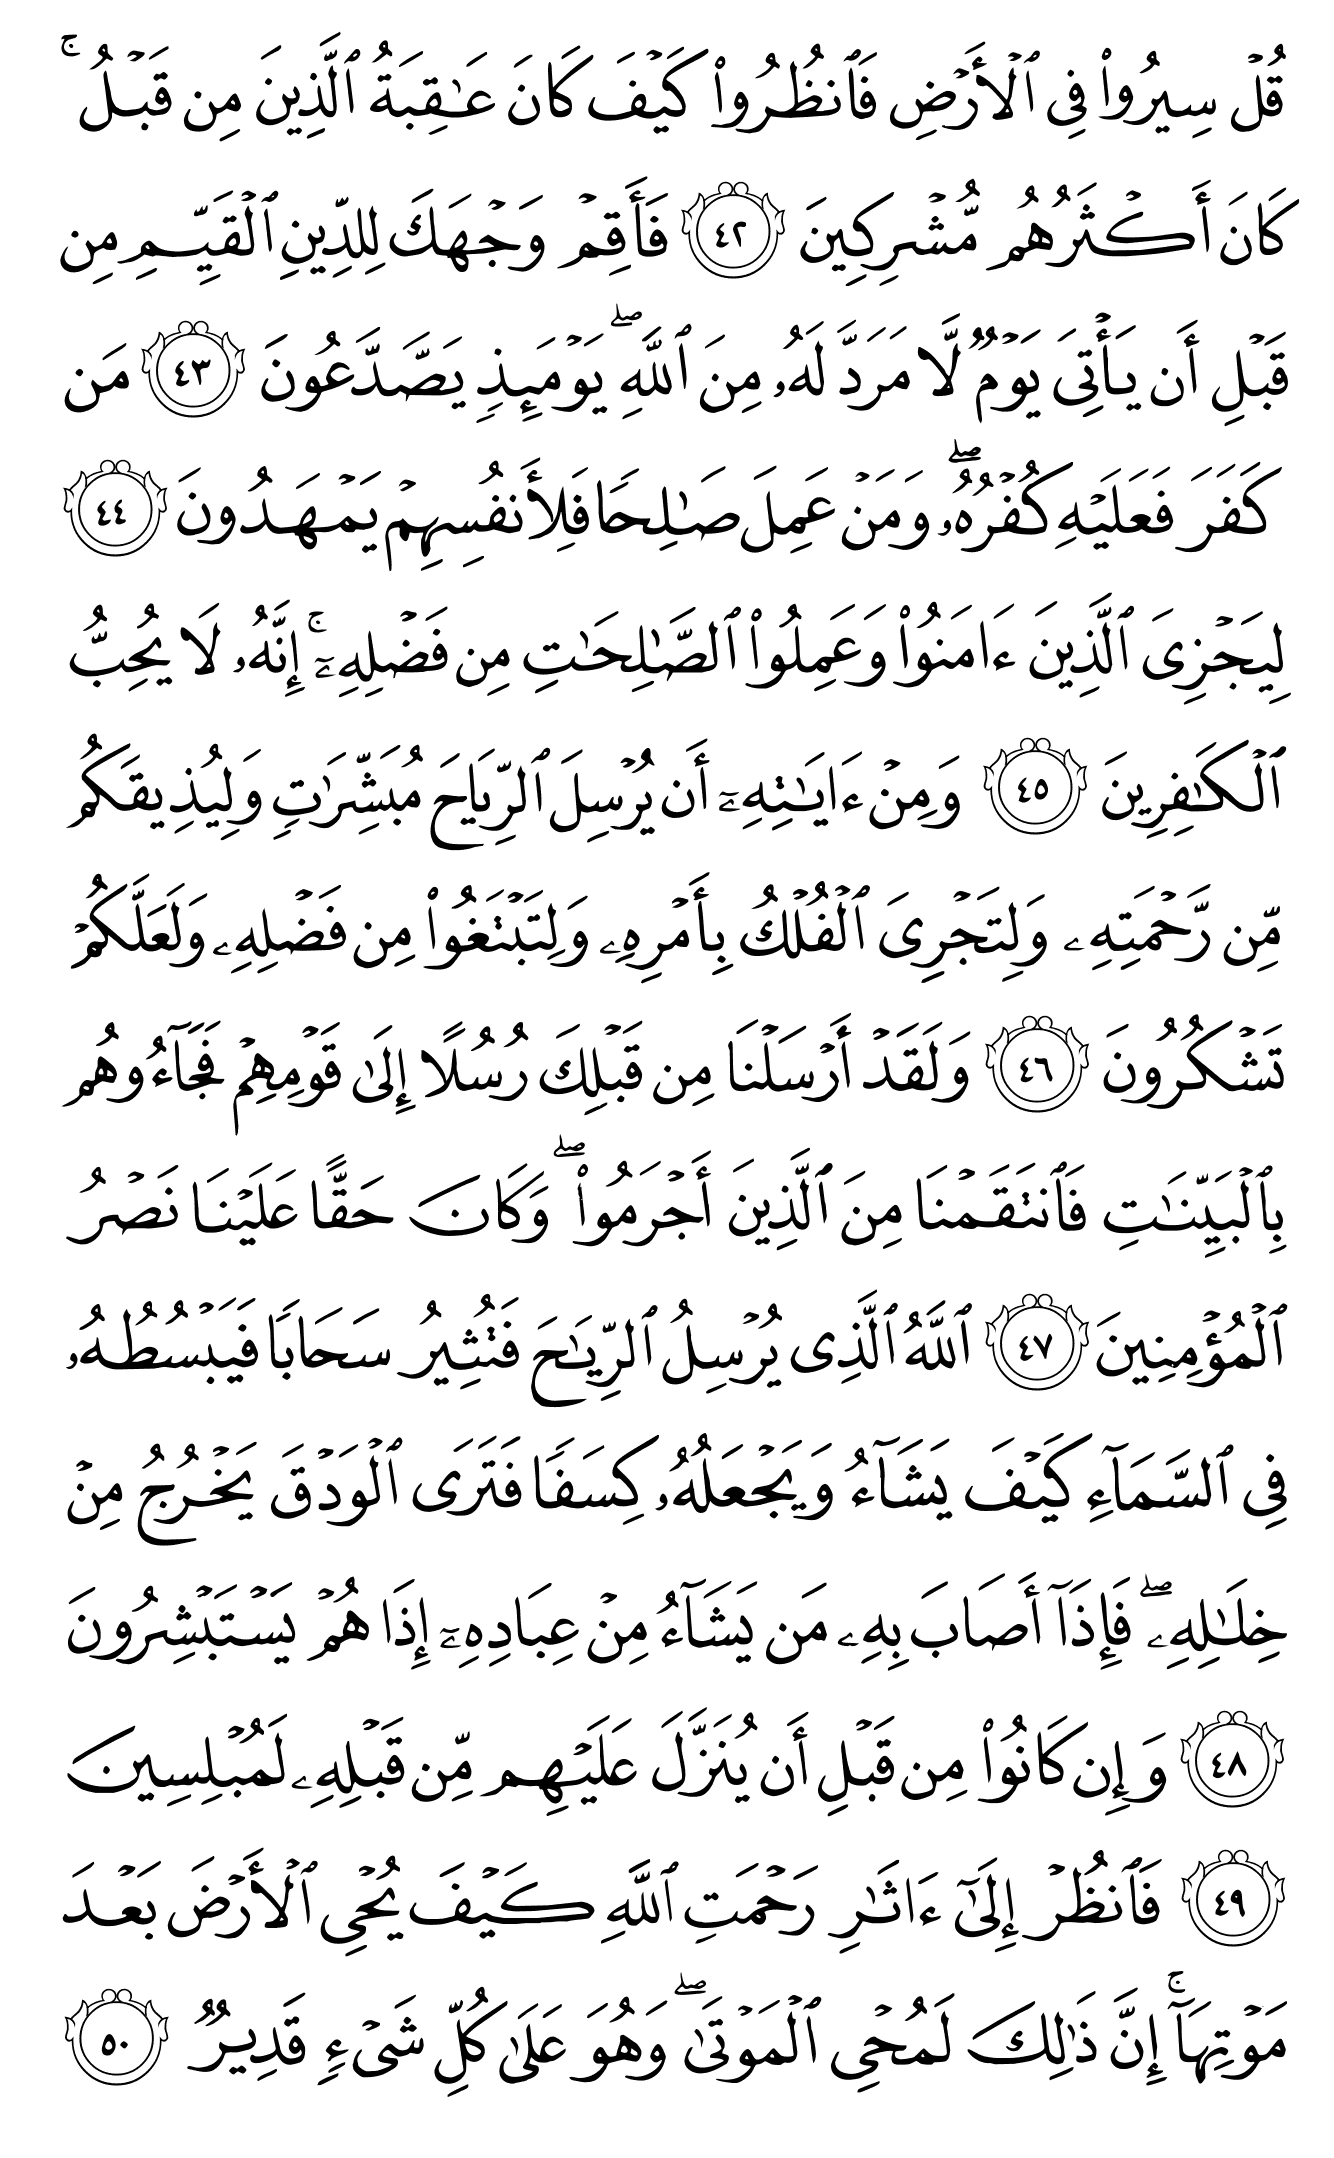 قُلۡ سِيرُواْ فِي ٱلۡأَرۡضِ فَٱنظُرُواْ كَيۡفَ كَانَ عَٰقِبَةُ ٱلَّذِينَ مِن قَبۡلُۚ
كَانَ أَكۡثَرُهُم مُّشۡرِكِينَ ٤٢ فَأَقِمۡ وَجۡهَكَ لِلدِّينِ ٱلۡقَيِّمِ مِن
قَبۡلِ أَن يَأۡتِيَ يَوۡمٞ لَّا مَرَدَّ لَهُۥ مِنَ ٱللَّهِۖ يَوۡمَئِذٖ يَصَّدَّعُونَ ٤٣ مَن
كَفَرَ فَعَلَيۡهِ كُفۡرُهُۥۖ وَمَنۡ عَمِلَ صَٰلِحٗا فَلِأَنفُسِهِمۡ يَمۡهَدُونَ ٤٤
لِيَجۡزِيَ ٱلَّذِينَ ءَامَنُواْ وَعَمِلُواْ ٱلصَّٰلِحَٰتِ مِن فَضۡلِهِۦٓۚ إِنَّهُۥ لَا يُحِبُّ
ٱلۡكَٰفِرِينَ ٤٥ وَمِنۡ ءَايَٰتِهِۦٓ أَن يُرۡسِلَ ٱلرِّيَاحَ مُبَشِّرَٰتٖ وَلِيُذِيقَكُم
مِّن رَّحۡمَتِهِۦ وَلِتَجۡرِيَ ٱلۡفُلۡكُ بِأَمۡرِهِۦ وَلِتَبۡتَغُواْ مِن فَضۡلِهِۦ وَلَعَلَّكُمۡ
تَشۡكُرُونَ ٤٦ وَلَقَدۡ أَرۡسَلۡنَا مِن قَبۡلِكَ رُسُلًا إِلَىٰ قَوۡمِهِمۡ فَجَآءُوهُم
بِٱلۡبَيِّنَٰتِ فَٱنتَقَمۡنَا مِنَ ٱلَّذِينَ أَجۡرَمُواْۖ وَكَانَ حَقًّا عَلَيۡنَا نَصۡرُ
ٱلۡمُؤۡمِنِينَ ٤٧ ٱللَّهُ ٱلَّذِي يُرۡسِلُ ٱلرِّيَٰحَ فَتُثِيرُ سَحَابٗا فَيَبۡسُطُهُۥ
فِي ٱلسَّمَآءِ كَيۡفَ يَشَآءُ وَيَجۡعَلُهُۥ كِسَفٗا فَتَرَى ٱلۡوَدۡقَ يَخۡرُجُ مِنۡ
خِلَٰلِهِۦۖ فَإِذَآ أَصَابَ بِهِۦ مَن يَشَآءُ مِنۡ عِبَادِهِۦٓ إِذَا هُمۡ يَسۡتَبۡشِرُونَ
٤٨ وَإِن كَانُواْ مِن قَبۡلِ أَن يُنَزَّلَ عَلَيۡهِم مِّن قَبۡلِهِۦ لَمُبۡلِسِينَ
٤٩ فَٱنظُرۡ إِلَىٰٓ ءَاثَٰرِ رَحۡمَتِ ٱللَّهِ كَيۡفَ يُحۡيِ ٱلۡأَرۡضَ بَعۡدَ
مَوۡتِهَآۚ إِنَّ ذَٰلِكَ لَمُحۡيِ ٱلۡمَوۡتَىٰۖ وَهُوَ عَلَىٰ كُلِّ شَيۡءٖ قَدِيرٞ ٥٠